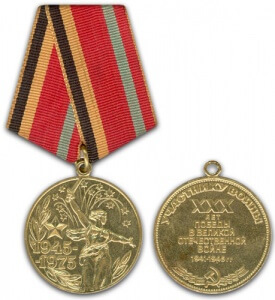 1945-
1975
УЧАСТНИКУ ВОЙНЫ
XXX
ЛЕТ
ПОБЕДЫ
В ВЕЛИКОЙ
ОТЕЧЕСТВЕННОЙ
ВОЙНЕ
1941-1945 гг